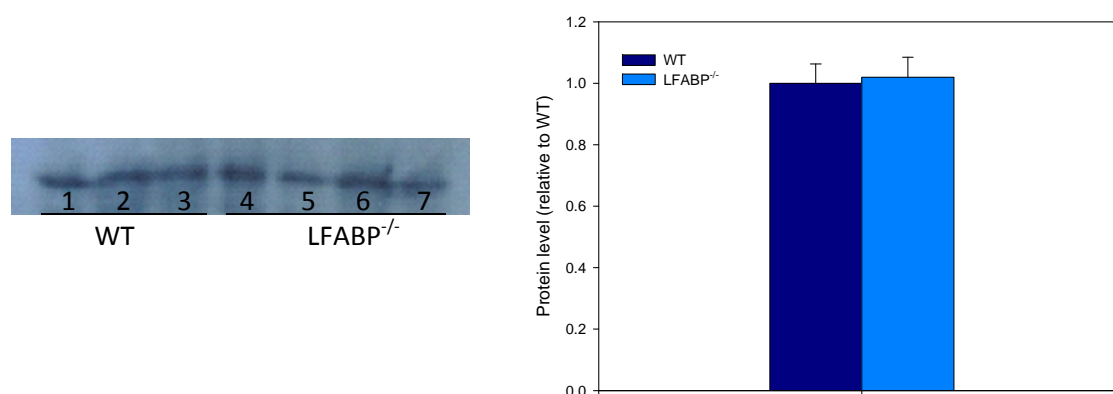 1 2 3 4 5 6 7
WT LFABP-/-
1.2
1.0
0.8
0.6
0.4
0.2
0.0
Protein level (relative to WT)
WT
LFABP-/-